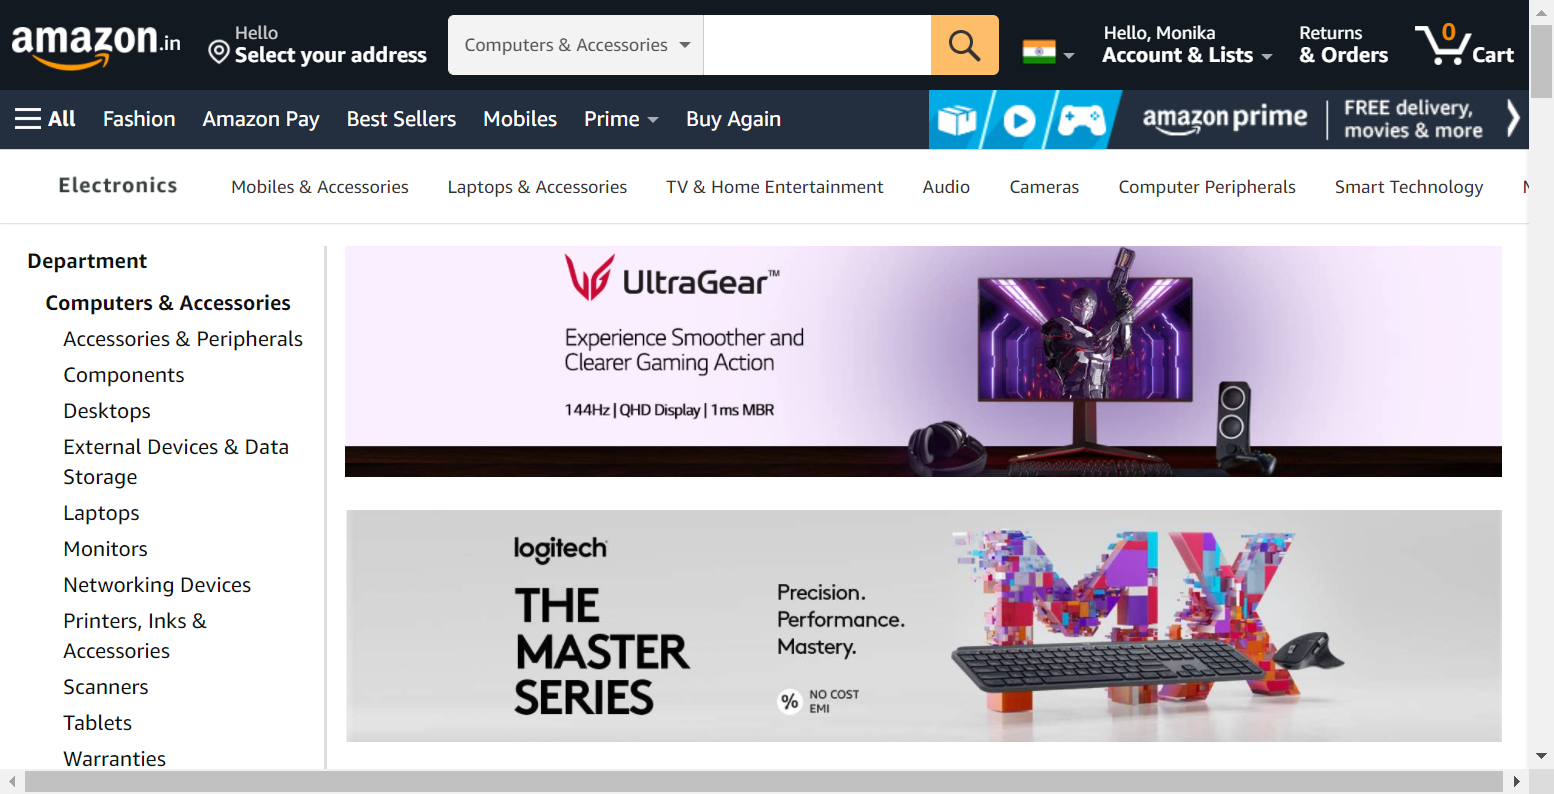 amazon.in
Hello
Select your address
Computers & Accessories
Hello, Monika
Account & Lists
Returns
& Orders
0
Cart
All
Fashion
Amazon Pay
Best Sellers
Mobiles
Prime
Buy Again
amazon prime
FREE delivery,
movies & more
Electronics
Mobiles & Accessories
Laptops & Accessories
TV & Home Entertainment
Audio
Cameras
Computer Peripherals
Smart Technology
Department
Computers & Accessories
Accessories & Peripherals
Components
Desktops
External Devices & Data
Storage
Laptops
Monitors
Networking Devices
Printers, Inks &
Accessories
Scanners
Tablets
Warranties
UltraGear™
Experience Smoother and
Clearer Gaming Action
144Hz | QHD Display | 1ms MBR
logitech
THE
MASTER
SERIES
Precision.
Performance.
Mastery.
% NO COST
EMI
MX